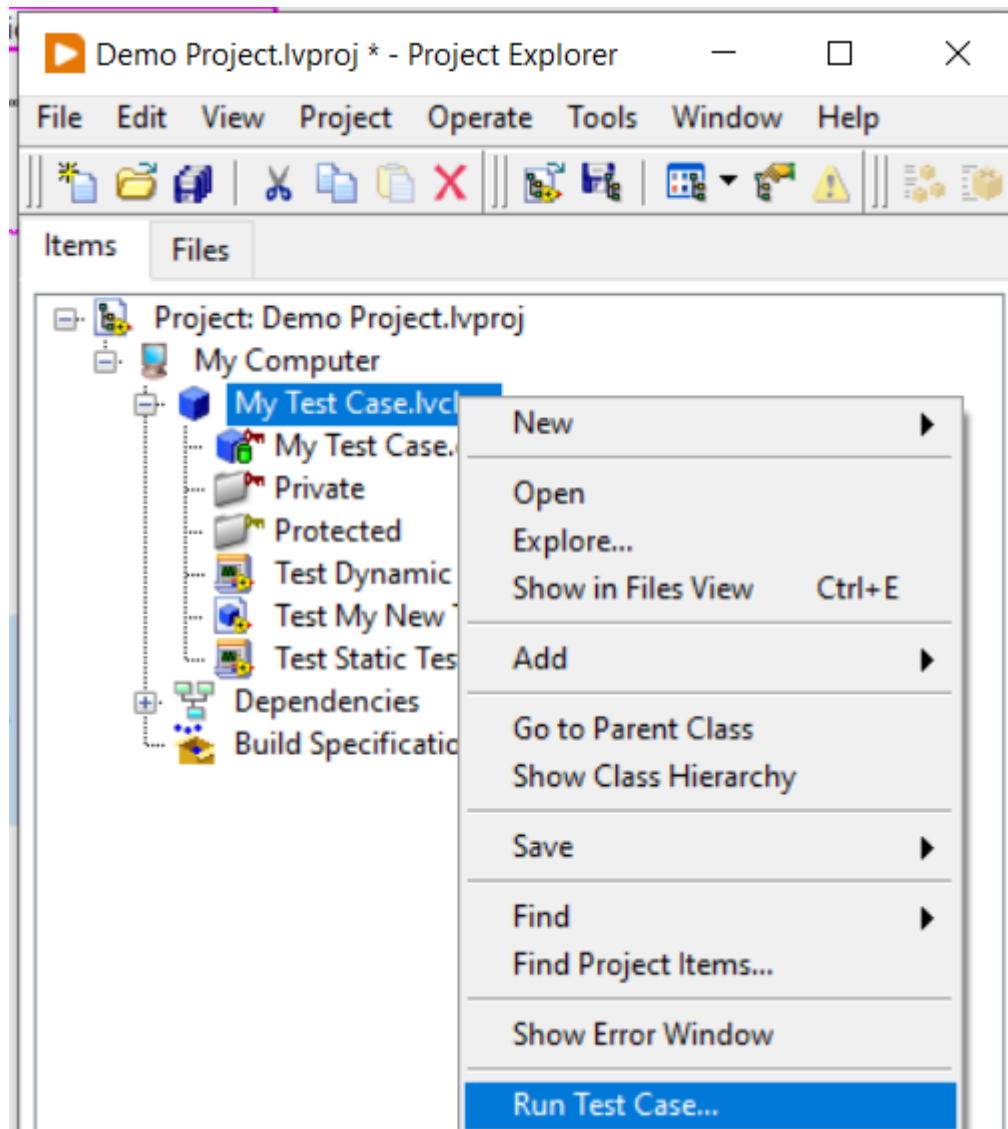 Demo Project.lvproj * - Project Explorer
File Edit View Project Operate Tools Window Help
Items Files
Project: Demo Project.lvproj
My Computer
My Test Case.lvcl
My Test Case.
Private
Protected
Test Dynamic
Test My New
Test Static Tes
Dependencies
Build Specificatio
New
Open
Explore...
Show in Files View Ctrl+E
Add
Go to Parent Class
Show Class Hierarchy
Save
Find
Find Project Items...
Show Error Window
Run Test Case...